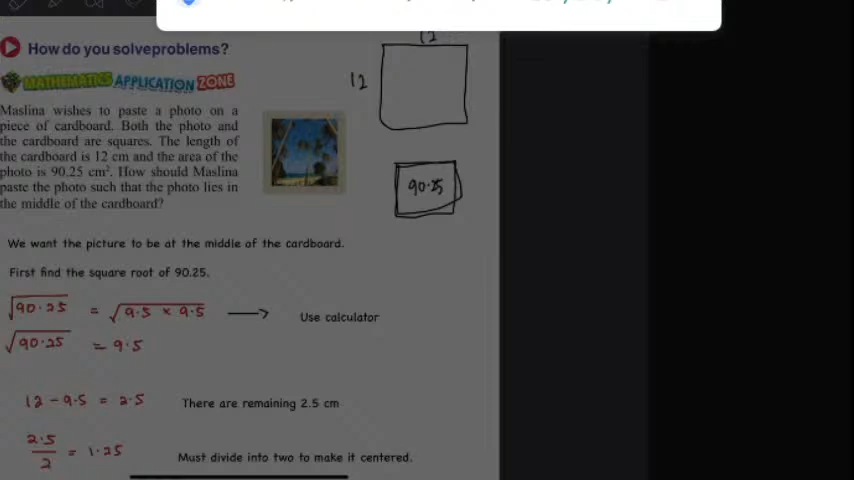 How do you solveproblems?
MATHEMATICS APPLICATION ZONE
Maslina wishes to paste a photo on a
piece of cardboard. Both the photo and
the cardboard are squares. The length of
the cardboard is 12 cm and the area of the
photo is 90.25 cm². How should Maslina
paste the photo such that the photo lies in
the middle of the cardboard?
12
12
90.25
We want the picture to be at the middle of the cardboard.
First find the square root of 90.25.
√90.25 = √9.5 × 9.5 → Use calculator
√90.25 = 9.5
12 - 9.5 = 2.5 There are remaining 2.5 cm
2.5/2 = 1.25 Must divide into two to make it centered.